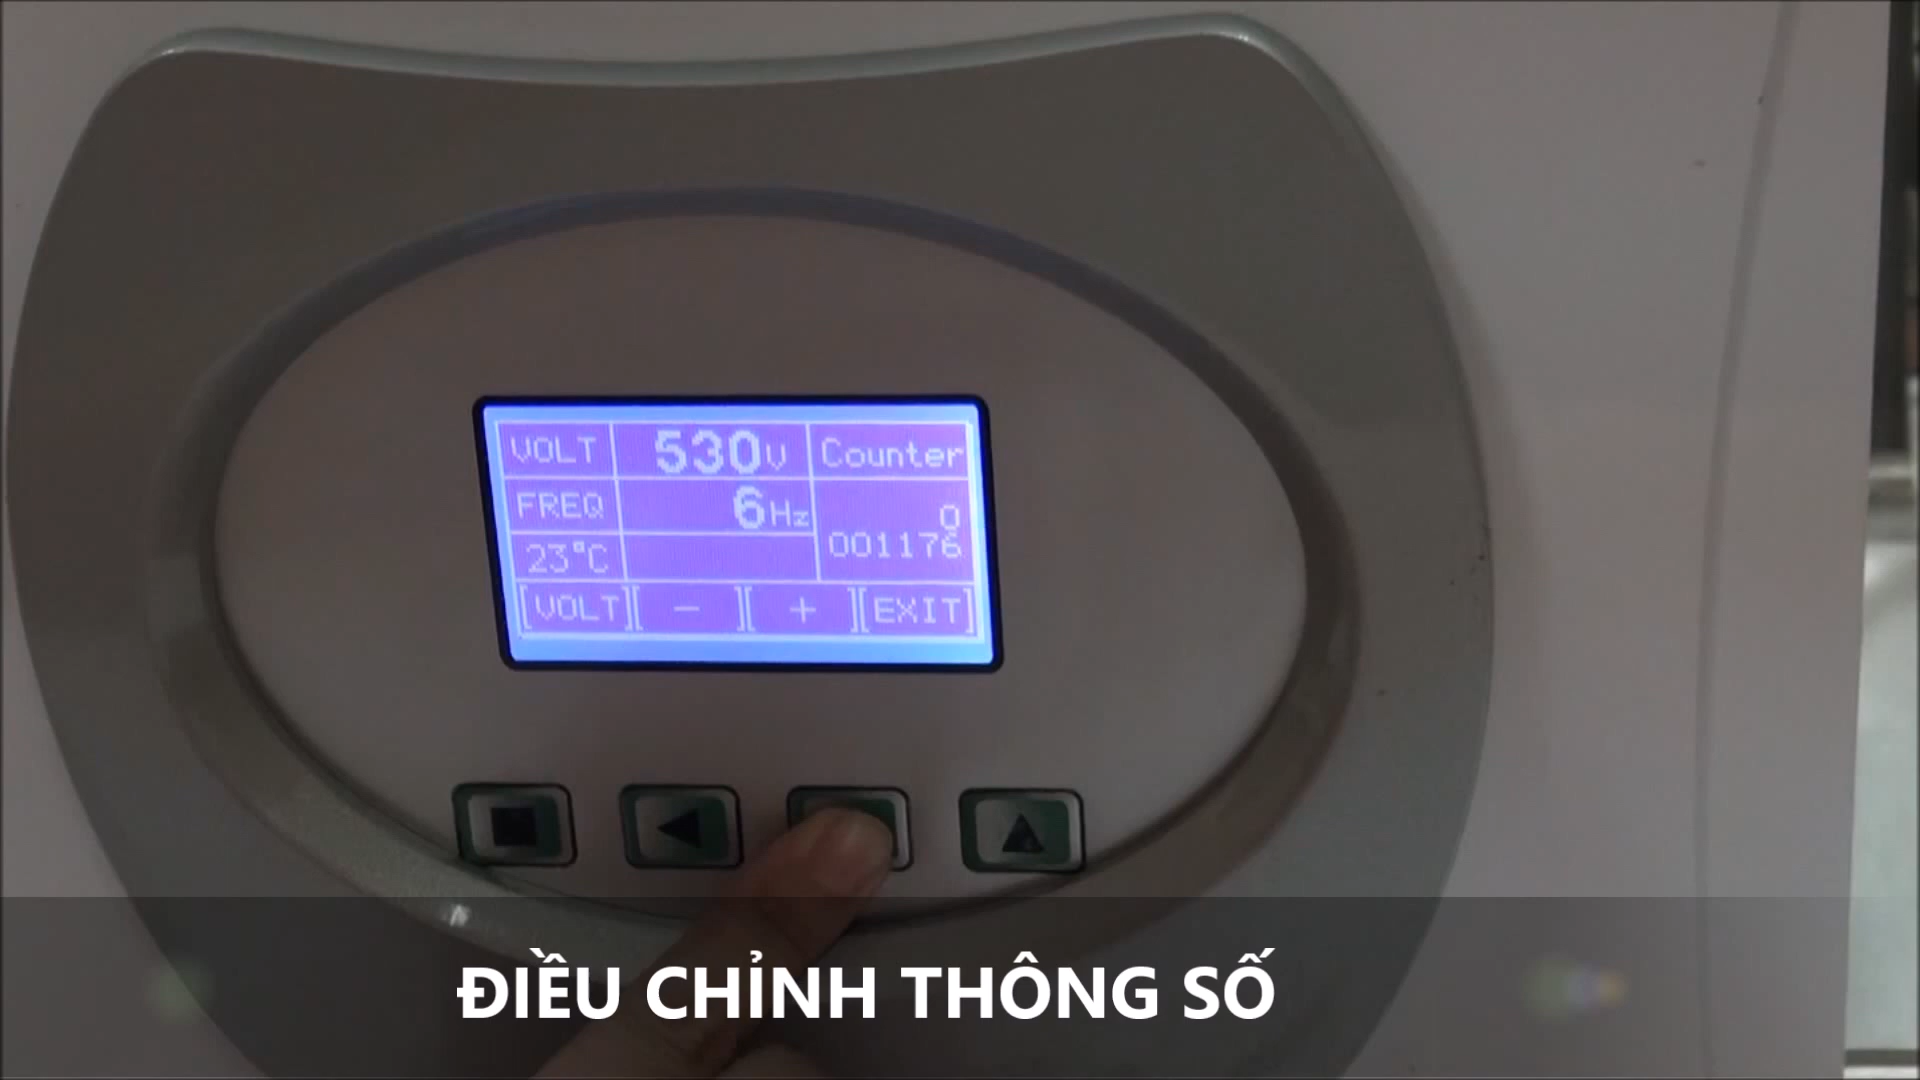 VOLT 530V Counter
FREQ 6Hz 0
23°C 001176
[VOLT][ − ][ + ][EXIT]
ĐIỀU CHỈNH THÔNG SỐ